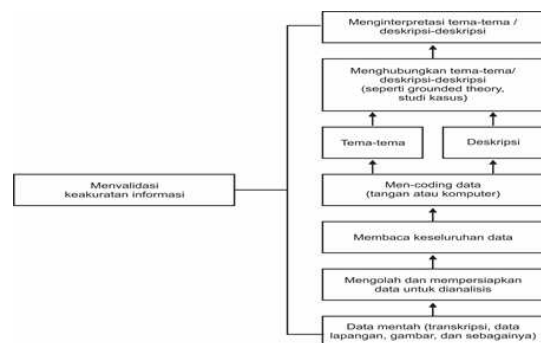 Menginterpretasi tema-tema /
deskripsi-deskripsi
Menghubungkan tema-tema/
deskripsi-deskripsi
(seperti grounded theory,
studi kasus)
Tema-tema
Deskripsi
Menvalidasi
keakuratan informasi
Men-coding data
(tangan atau komputer)
Membaca keseluruhan data
Mengolah dan mempersiapkan
data untuk dianalisis
Data mentah (transkripsi, data
lapangan, gambar, dan sebagainya)